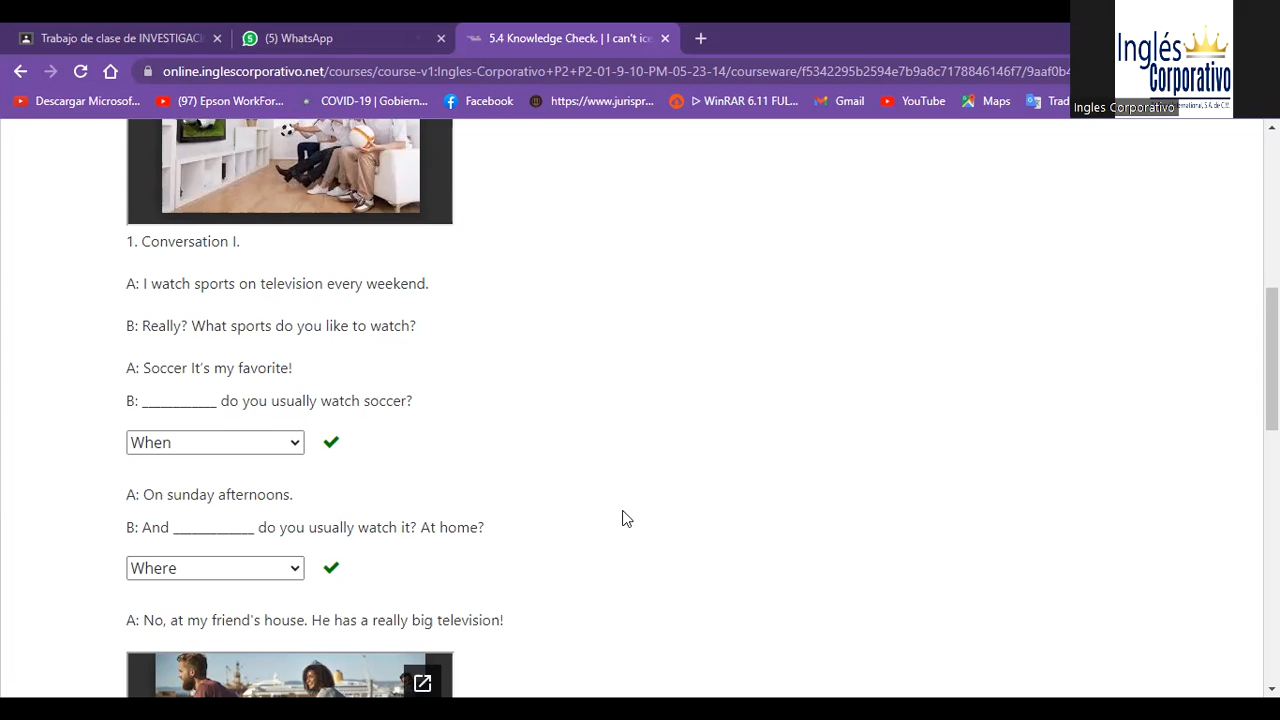 Trabajo de clase de INVESTIGACI
(5) WhatsApp
5.4 Knowledge Check. | I can't ice
online.inglescorporativo.net/courses/course-v1:Ingles-Corporativo+P2+P2-01-9-10-PM-05-23-14/courseware/f5342295b2594e7b9a8c7178846146f7/9aaf0b4
Descargar Microsof...
(97) Epson WorkFor...
COVID-19 | Gobiern...
Facebook
https://www.jurispr...
WinRAR 6.11 FUL...
Gmail
YouTube
Maps
Trad
Inglés
Corporativo
Ingles Corporativo
1. Conversation I.
A: I watch sports on television every weekend.
B: Really? What sports do you like to watch?
A: Soccer It's my favorite!
B: ____________ do you usually watch soccer?
When
A: On sunday afternoons.
B: And _____________ do you usually watch it? At home?
Where
A: No, at my friend's house. He has a really big television!